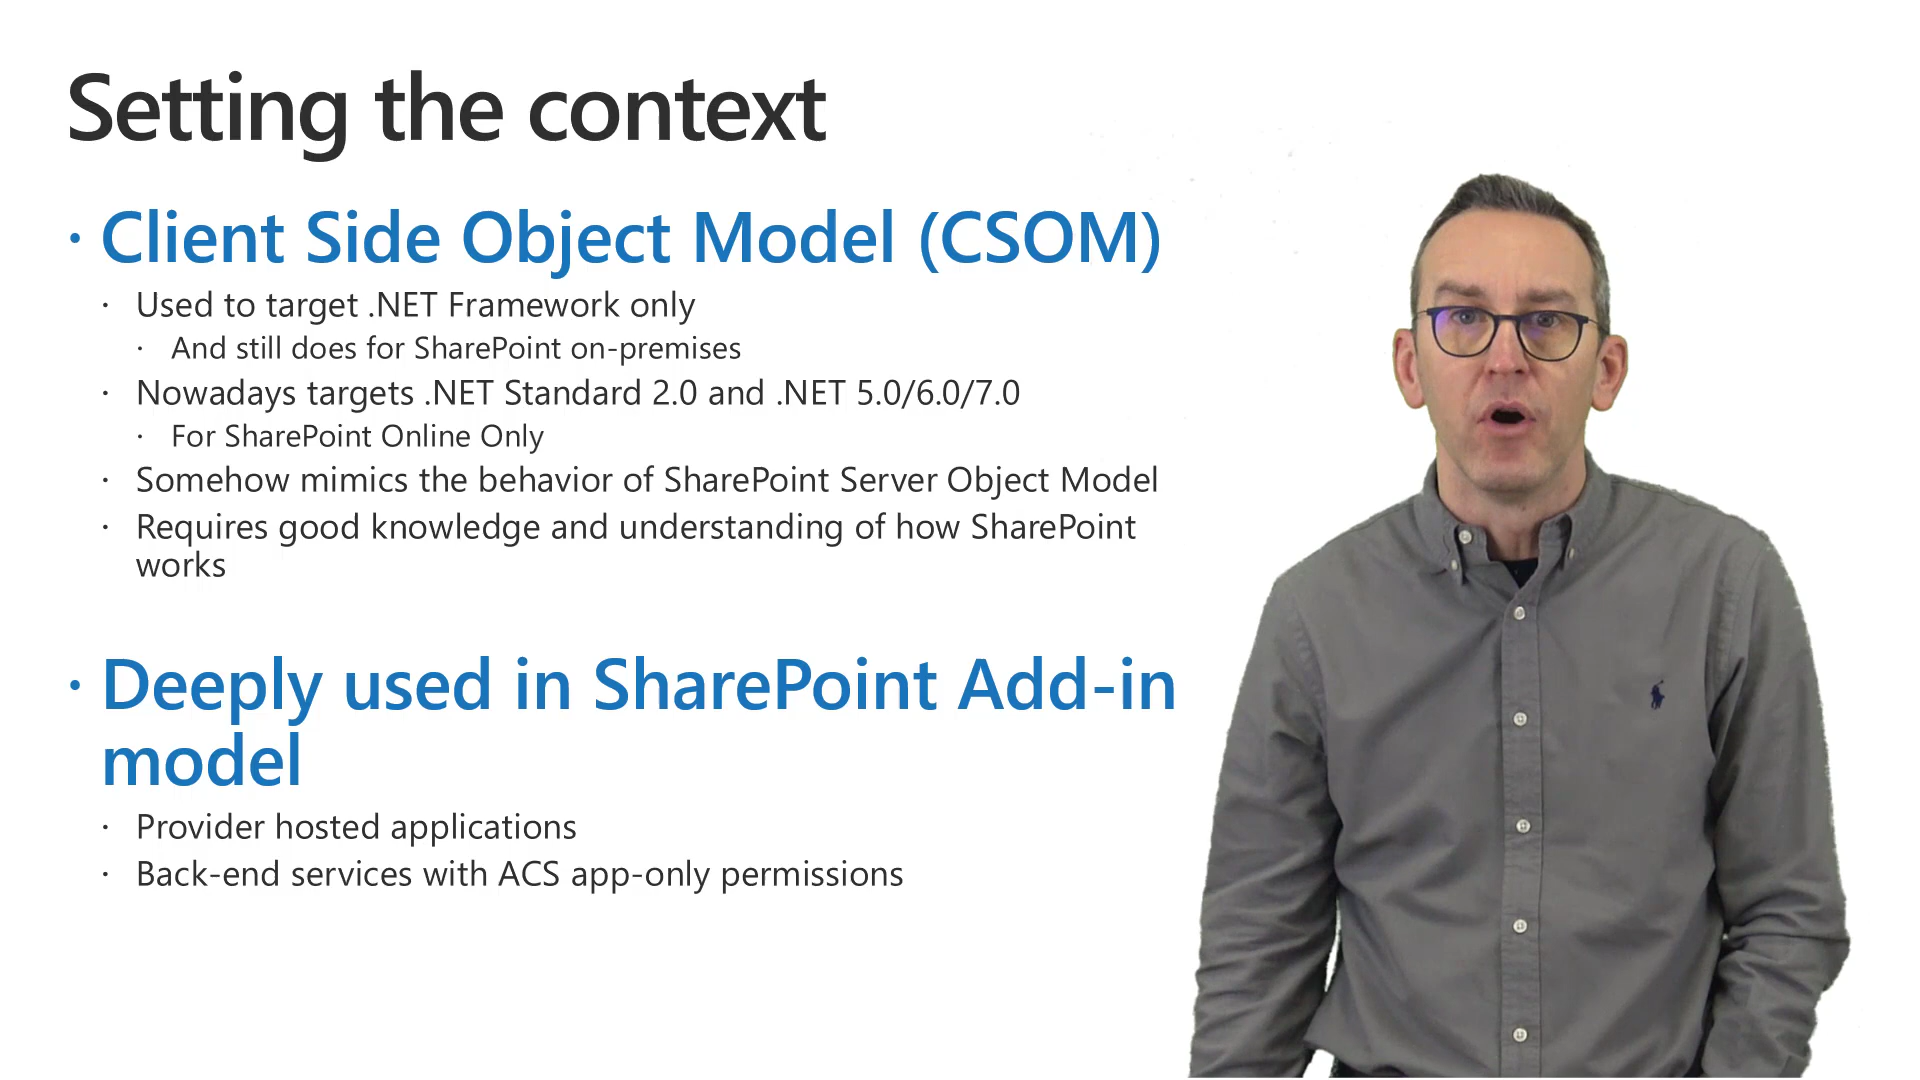 Setting the context
· Client Side Object Model (CSOM)
· Used to target .NET Framework only
· And still does for SharePoint on-premises
· Nowadays targets .NET Standard 2.0 and .NET 5.0/6.0/7.0
· For SharePoint Online Only
· Somehow mimics the behavior of SharePoint Server Object Model
· Requires good knowledge and understanding of how SharePoint
works
· Deeply used in SharePoint Add-in
model
· Provider hosted applications
· Back-end services with ACS app-only permissions